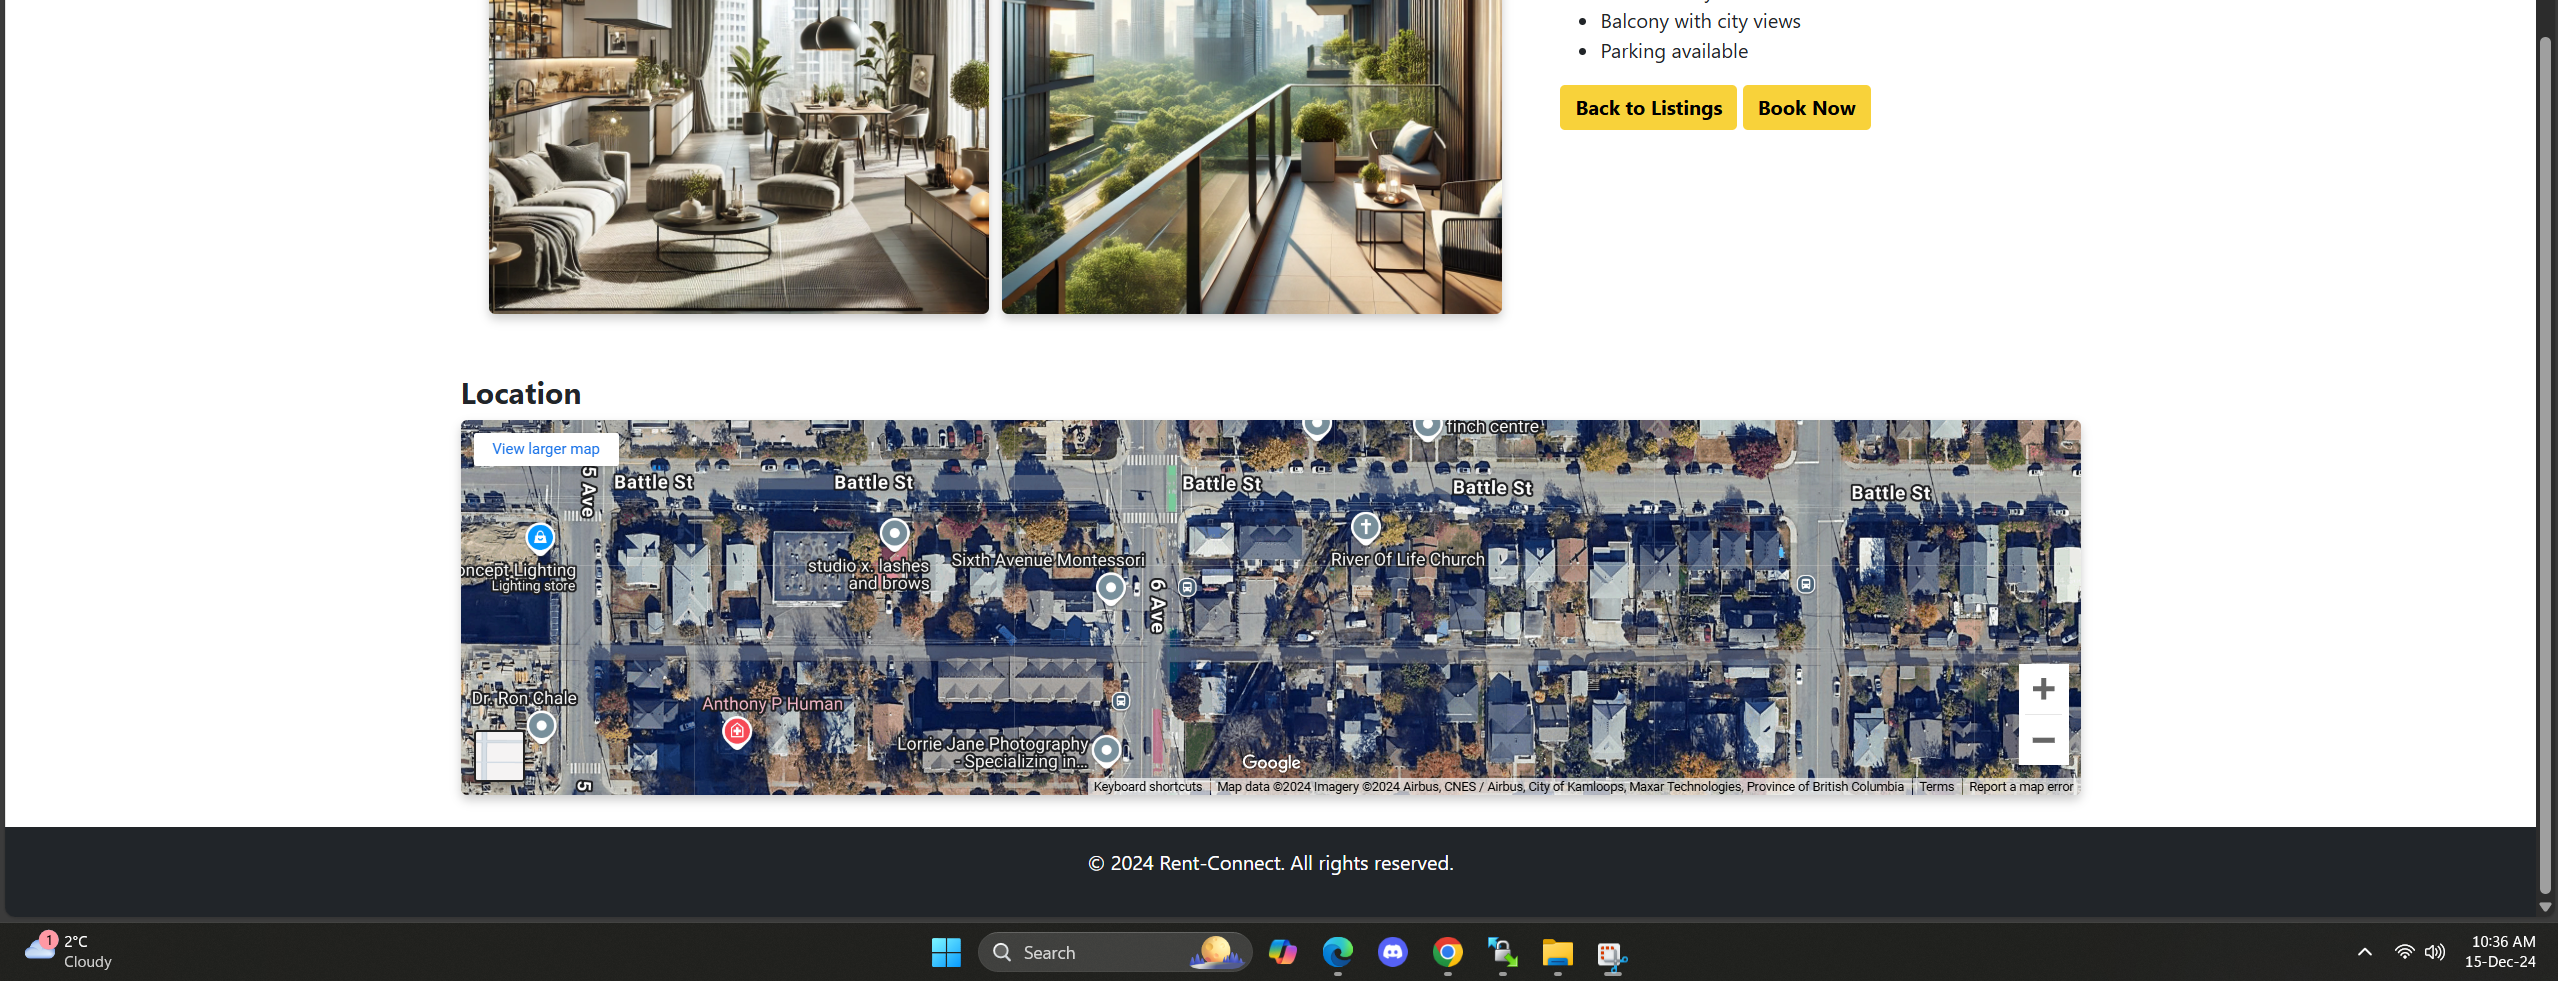 Balcony with city views
Parking available
Back to Listings
Book Now
Location
View larger map
finch centre
5 Ave
Battle St
Battle St
Battle St
Battle St
Battle St
oncept Lighting
Lighting store
studio x. lashes
and brows
Sixth Avenue Montessori
6 Ave
River Of Life Church
Dr. Ron Chale
Anthony P Human
Lorrie Jane Photography
- Specializing in...
5
Google
Keyboard shortcuts
Map data ©2024 Imagery ©2024 Airbus, CNES / Airbus, City of Kamloops, Maxar Technologies, Province of British Columbia
Terms
Report a map error
© 2024 Rent-Connect. All rights reserved.
1
2°C
Cloudy
Search
10:36 AM
15-Dec-24